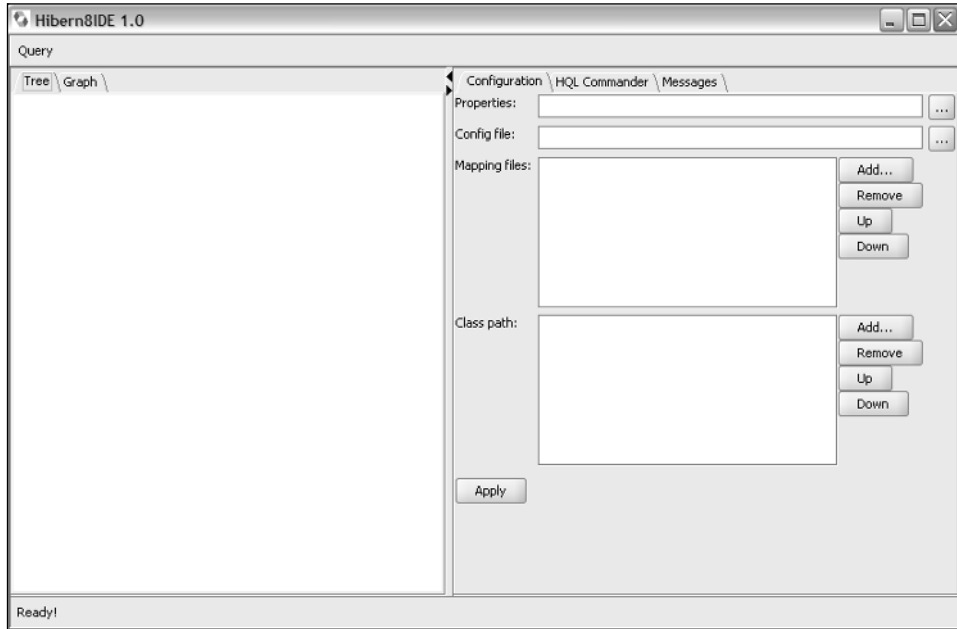 Hibern8IDE 1.0
Query
Tree Graph
Configuration HQL Commander Messages
Properties: ...
Config file: ...
Mapping files: Add...
Remove
Up
Down
Class path: Add...
Remove
Up
Down
Apply
Ready!